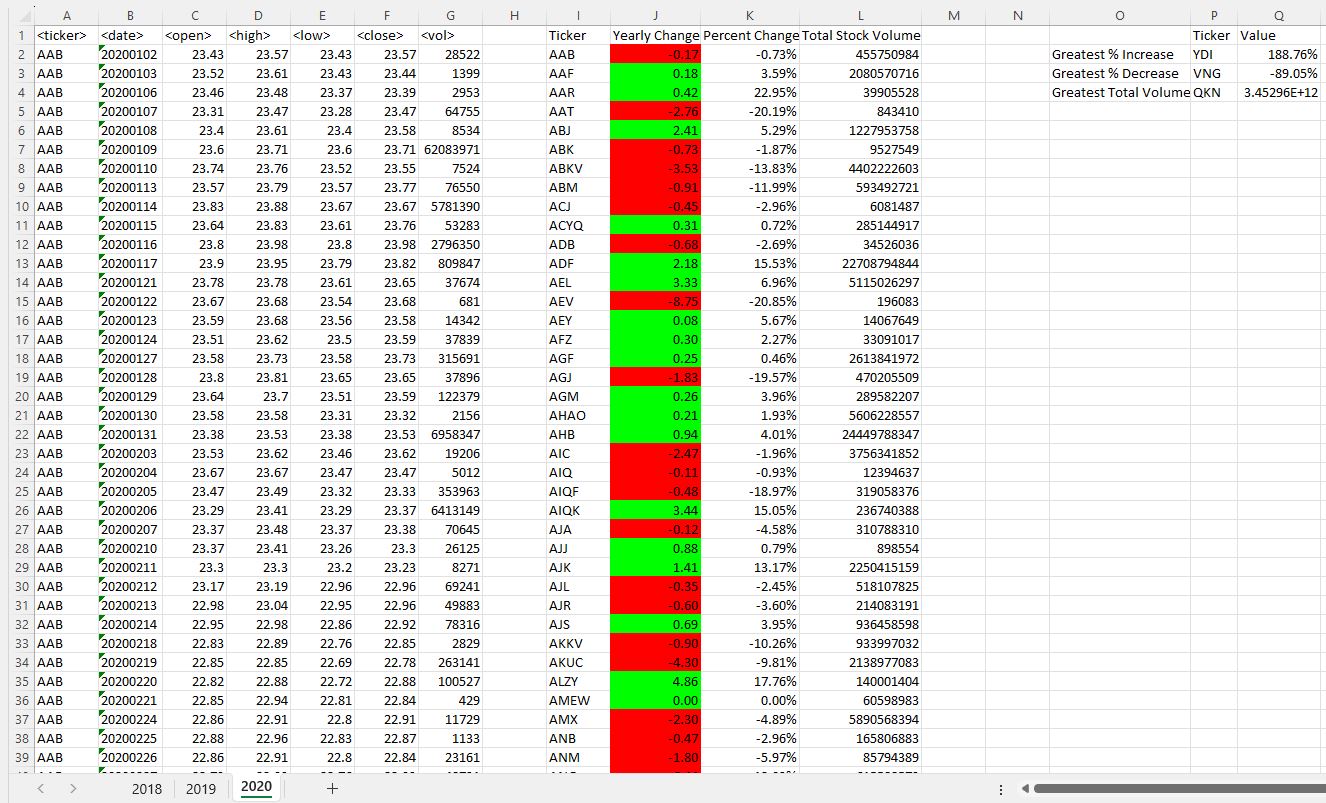 A B C D E F G H I J K L M N O P Q
1 <ticker> <date> <open> <high> <low> <close> <vol> Ticker Yearly Change Percent Change Total Stock Volume Ticker Value
2 AAB 20200102 23.43 23.57 23.43 23.57 28522 AAB -0.17 -0.73% 455750984 Greatest % Increase YDI 188.76%
3 AAB 20200103 23.52 23.61 23.43 23.44 1399 AAF 0.18 3.59% 2080570716 Greatest % Decrease VNG -89.05%
4 AAB 20200106 23.46 23.48 23.37 23.39 2953 AAR 0.42 22.95% 39905528 Greatest Total Volume QKN 3.45296E+12
5 AAB 20200107 23.31 23.47 23.28 23.47 64755 AAT -2.76 -20.19% 843410
6 AAB 20200108 23.4 23.61 23.4 23.58 8534 ABJ 2.41 5.29% 1227953758
7 AAB 20200109 23.6 23.71 23.6 23.71 62083971 ABK -0.73 -1.87% 9527549
8 AAB 20200110 23.74 23.76 23.52 23.55 7524 ABKV -3.53 -13.83% 4402222603
9 AAB 20200113 23.57 23.79 23.57 23.77 76550 ABM -0.91 -11.99% 593492721
10 AAB 20200114 23.83 23.88 23.67 23.67 5781390 ACJ -0.45 -2.96% 6081487
11 AAB 20200115 23.64 23.83 23.61 23.76 53283 ACYQ 0.31 0.72% 285144917
12 AAB 20200116 23.8 23.98 23.8 23.98 2796350 ADB -0.68 -2.69% 34526036
13 AAB 20200117 23.9 23.95 23.79 23.82 809847 ADF 2.18 15.53% 22708794844
14 AAB 20200121 23.78 23.78 23.61 23.65 37674 AEL 3.33 6.96% 5115026297
15 AAB 20200122 23.67 23.68 23.54 23.68 681 AEV -8.75 -20.85% 196083
16 AAB 20200123 23.59 23.68 23.56 23.58 14342 AEY 0.08 5.67% 14067649
17 AAB 20200124 23.51 23.62 23.5 23.59 37839 AFZ 0.30 2.27% 33091017
18 AAB 20200127 23.58 23.73 23.58 23.73 315691 AGF 0.25 0.46% 2613841972
19 AAB 20200128 23.8 23.81 23.65 23.65 37896 AGJ -1.83 -19.57% 470205509
20 AAB 20200129 23.64 23.7 23.51 23.59 122379 AGM 0.26 3.96% 289582207
21 AAB 20200130 23.58 23.58 23.31 23.32 2156 AHAO 0.21 1.93% 5606228557
22 AAB 20200131 23.38 23.53 23.38 23.53 6958347 AHB 0.94 4.01% 24449788347
23 AAB 20200203 23.53 23.62 23.46 23.62 19206 AIC -2.47 -1.96% 3756341852
24 AAB 20200204 23.67 23.67 23.47 23.47 5012 AIQ -0.11 -0.93% 12394637
25 AAB 20200205 23.47 23.49 23.32 23.33 353963 AIQF -0.48 -18.97% 319058376
26 AAB 20200206 23.29 23.41 23.29 23.37 6413149 AIQK 3.44 15.05% 236740388
27 AAB 20200207 23.37 23.48 23.37 23.38 70645 AJA -0.12 -4.58% 310788310
28 AAB 20200210 23.37 23.41 23.26 23.3 26125 AJJ 0.88 0.79% 898554
29 AAB 20200211 23.3 23.3 23.2 23.23 8271 AJK 1.41 13.17% 2250415159
30 AAB 20200212 23.17 23.19 22.96 22.96 69241 AJL -0.35 -2.45% 518107825
31 AAB 20200213 22.98 23.04 22.95 22.96 49883 AJR -0.60 -3.60% 214083191
32 AAB 20200214 22.95 22.98 22.86 22.92 78316 AJS 0.69 3.95% 936458598
33 AAB 20200218 22.83 22.89 22.76 22.85 2829 AKKV -0.90 -10.26% 933997032
34 AAB 20200219 22.85 22.85 22.69 22.78 263141 AKUC -4.30 -9.81% 2138977083
35 AAB 20200220 22.82 22.88 22.72 22.88 100527 ALZY 4.86 17.76% 140001404
36 AAB 20200221 22.85 22.94 22.81 22.84 429 AMEW 0.00 0.00% 60598983
37 AAB 20200224 22.86 22.91 22.8 22.91 11729 AMX -2.30 -4.89% 5890568394
38 AAB 20200225 22.88 22.96 22.83 22.87 1133 ANB -0.47 -2.96% 165806883
39 AAB 20200226 22.86 22.91 22.8 22.84 23161 ANM -1.80 -5.97% 85794389
2018 2019 2020